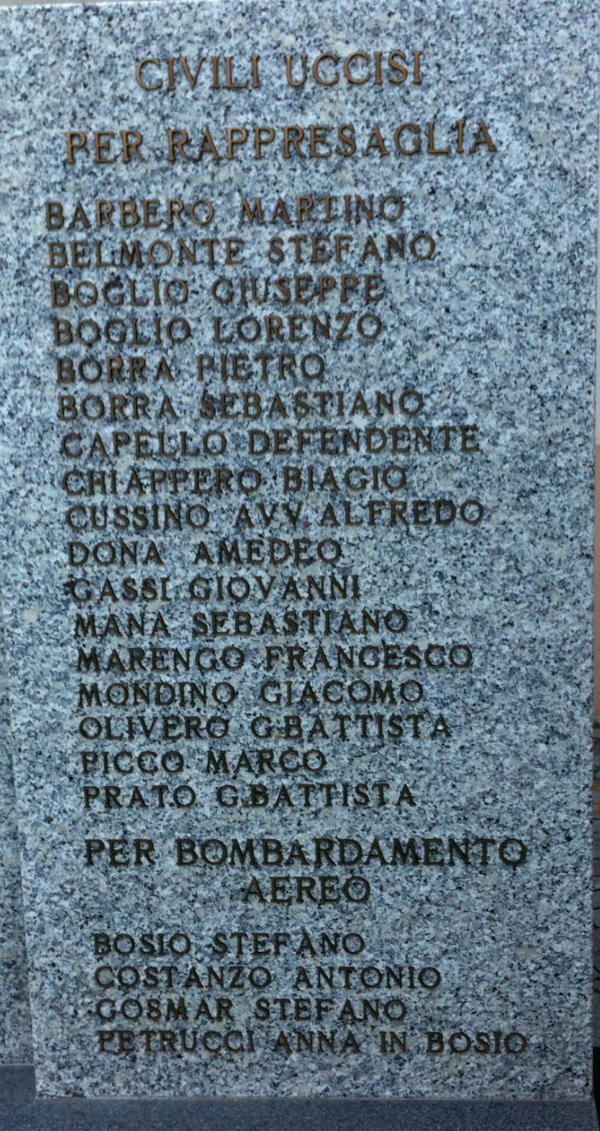 CIVILI UCCISI
PER RAPPRESAGLIA
BARBERO MARTINO
BELMONTE STEFANO
BOGLIO GIUSEPPE
BOGLIO LORENZO
BORRA PIETRO
BORRA SEBASTIANO
CAPELLO DEFENDENTE
CHIAPPERO BIAGIO
CUSSINO AVV. ALFREDO
DONA AMEDEO
GASSI GIOVANNI
MANA SEBASTIANO
MARENGO FRANCESCO
MONDINO GIACOMO
OLIVERO G.BATTISTA
PICCO MARCO
PRATO G.BATTISTA
PER BOMBARDAMENTO
AEREO
BOSIO STEFANO
COSTANZO ANTONIO
GOSMAR STEFANO
PETRUCCI ANNA IN BOSIO